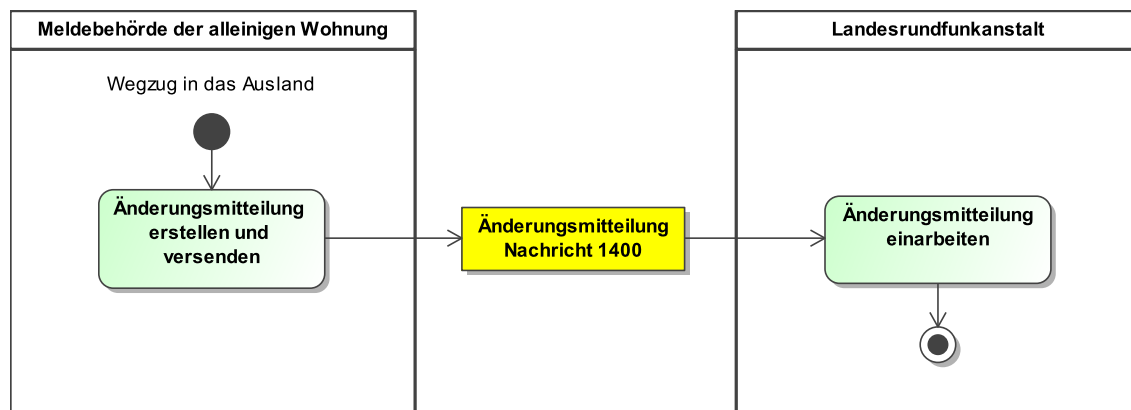 Meldebehörde der alleinigen Wohnung
Landesrundfunkanstalt
Wegzug in das Ausland
Änderungsmitteilung
erstellen und
versenden
Änderungsmitteilung
Nachricht 1400
Änderungsmitteilung
einarbeiten